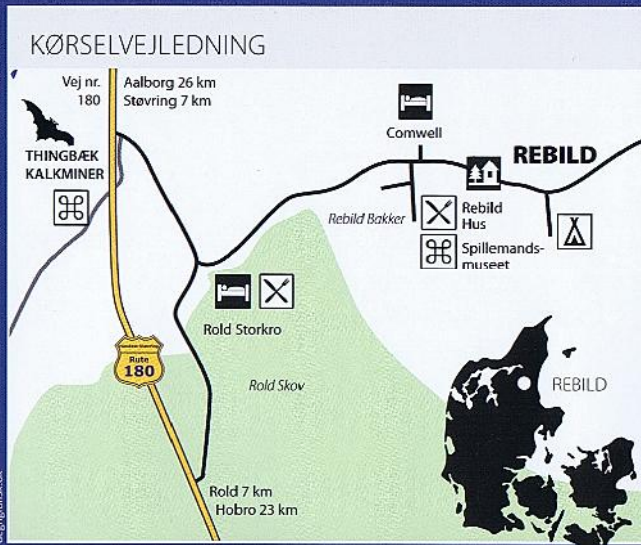 KØRSELVEJLEDNING
Vej nr.
180
Aalborg 26 km
Støvring 7 km
THINGBÆK
KALKMINER
Comwell
REBILD
Rebild Bakker
Rebild
Hus
Spillemands-
museet
Rold Storkro
Rute
180
Rold Skov
REBILD
Rold 7 km
Hobro 23 km